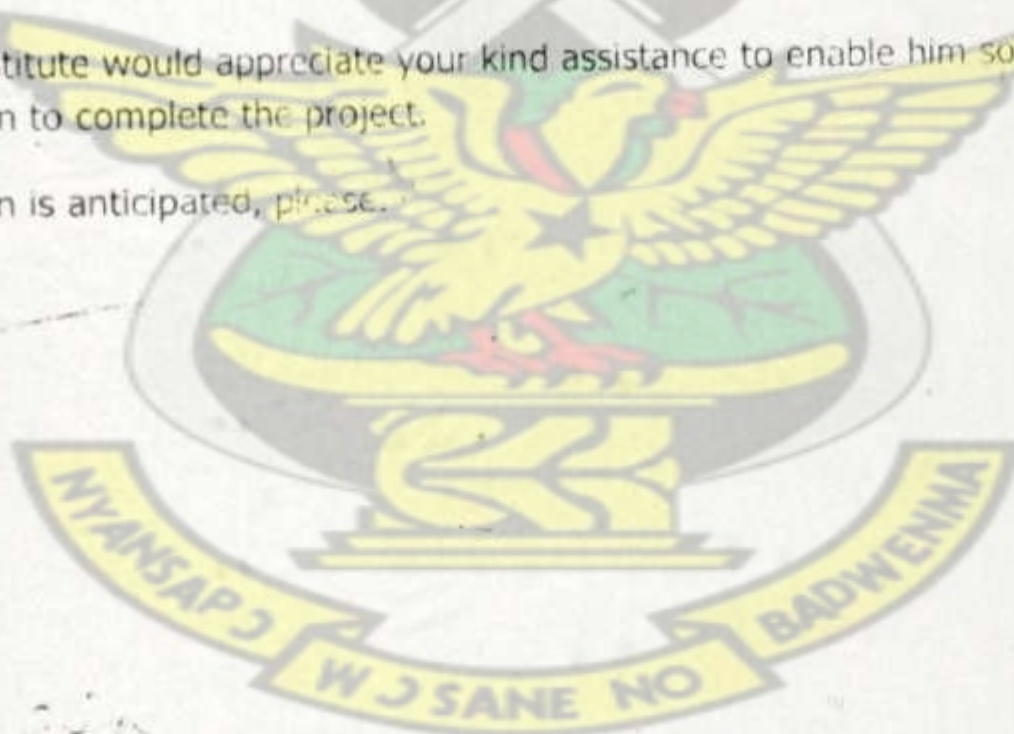 titute would appreciate your kind assistance to enable him so
n to complete the project.
n is anticipated, please.
NYANSAPƆ
WƆSANE NO
BADWENMA